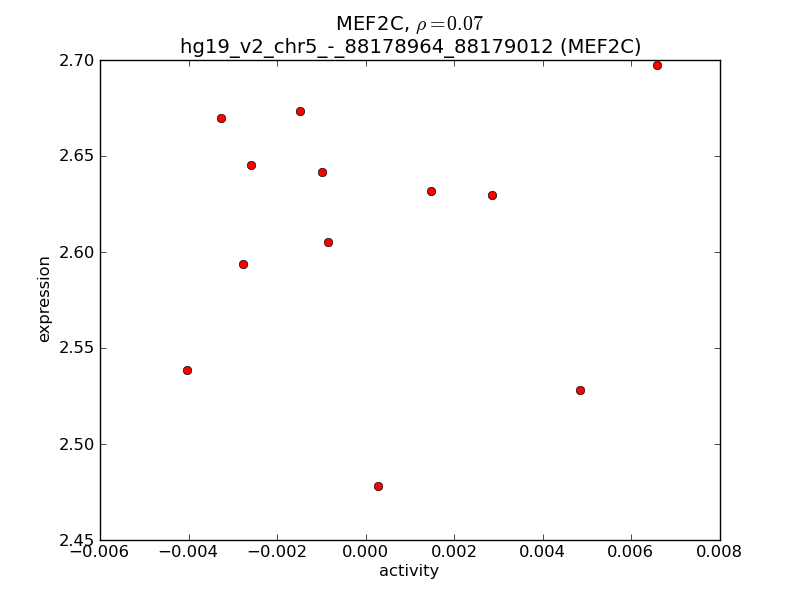 MEF2C, ρ=0.07
hg19_v2_chr5_-_88178964_88179012 (MEF2C)
2.70
2.65
2.60
2.55
2.50
2.45
expression
−0.006 −0.004 −0.002 0.000 0.002 0.004 0.006 0.008
activity